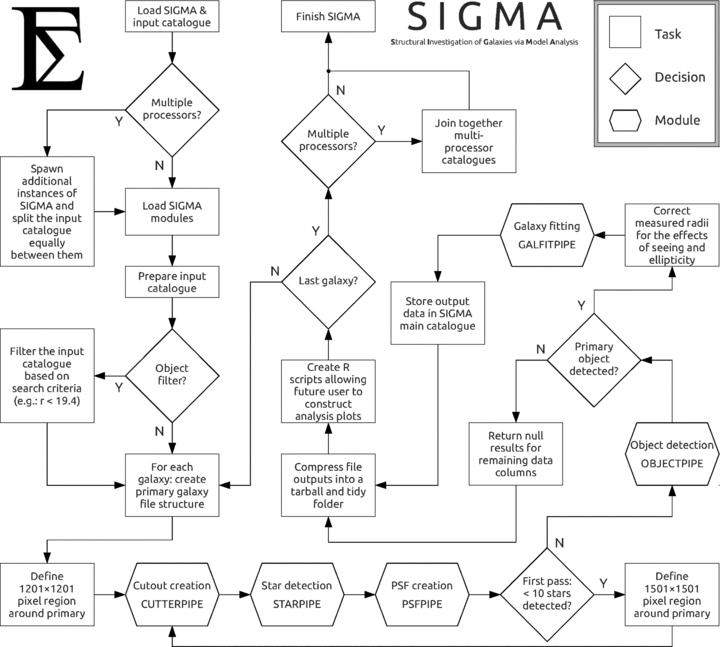 Load SIGMA &
input catalogue
Multiple
processors?
Y
N
Spawn
additional
instances of
SIGMA and
split the input
catalogue
equally
between them
Load SIGMA
modules
Prepare input
catalogue
Filter the input
catalogue
based on
search criteria
(e.g.: r < 19.4)
Object
filter?
Y
N
For each
galaxy: create
primary galaxy
file structure
Define
1201×1201
pixel region
around primary
Cutout creation
CUTTERPIPE
Star detection
STARPIPE
PSF creation
PSFPIPE
First pass:
< 10 stars
detected?
N
Y
Define
1501×1501
pixel region
around primary
Object detection
OBJECTPIPE
Primary
object
detected?
Y
N
Correct
measured radii
for the effects
of seeing and
ellipticity
Galaxy fitting
GALFITPIPE
Store output
data in SIGMA
main catalogue
Return null
results for
remaining data
columns
Compress file
outputs into a
tarball and tidy
folder
Create R
scripts allowing
future user to
construct
analysis plots
Last galaxy?
N
Y
Multiple
processors?
Y
N
Join together
multi-
processor
catalogues
Finish SIGMA
SIGMA
Structural Investigation of Galaxies via Model Analysis
Task
Decision
Module